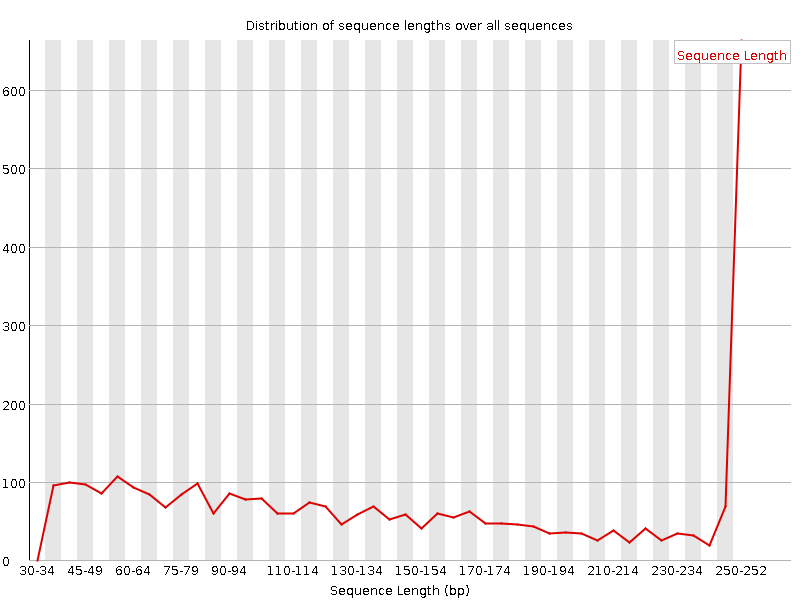 Distribution of sequence lengths over all sequences
Sequence Length
600
500
400
300
200
100
0
30-34 45-49 60-64 75-79 90-94 110-114 130-134 150-154 170-174 190-194 210-214 230-234 250-252
Sequence Length (bp)